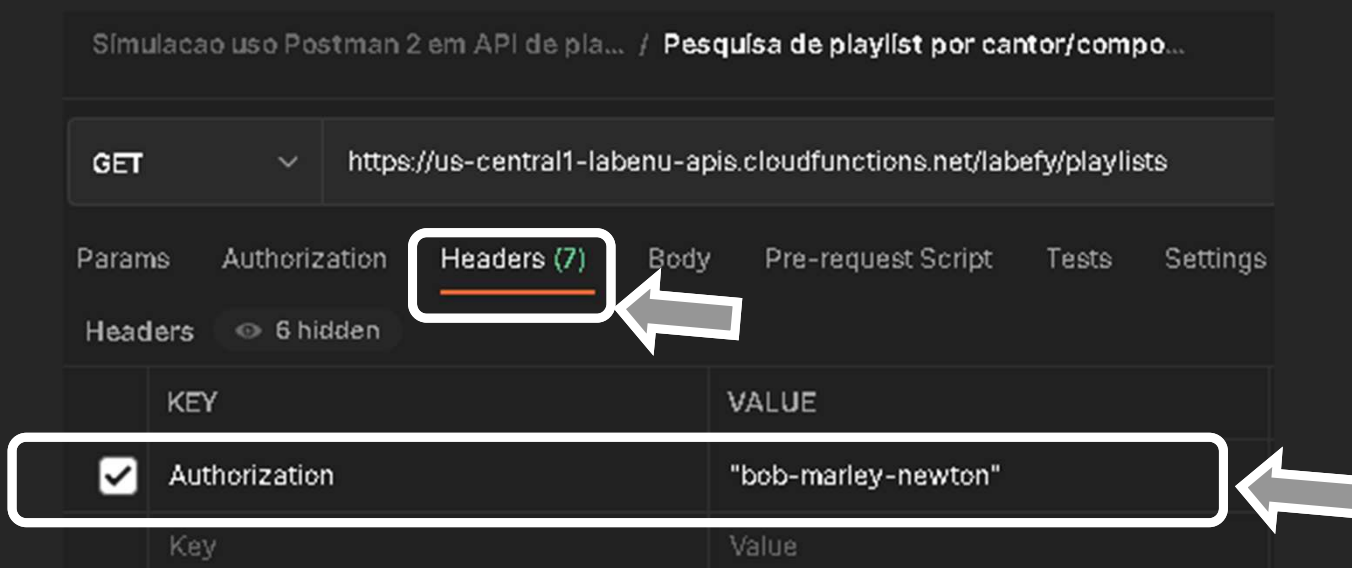 Simulacao uso Postman 2 em API de pla... / Pesquisa de playlist por cantor/compo...
GET https://us-central1-labenu-apis.cloudfunctions.net/labefy/playlists
Params Authorization Headers (7) Body Pre-request Script Tests Settings
Headers 6 hidden
KEY VALUE
Authorization "bob-marley-newton"
Key Value